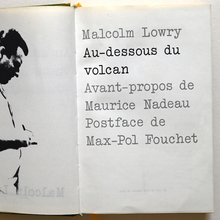 Malcolm Lowry
Au-dessous du
volcan
Avant-propos de
Maurice Nadeau
Postface de
Max-Pol Fouchet